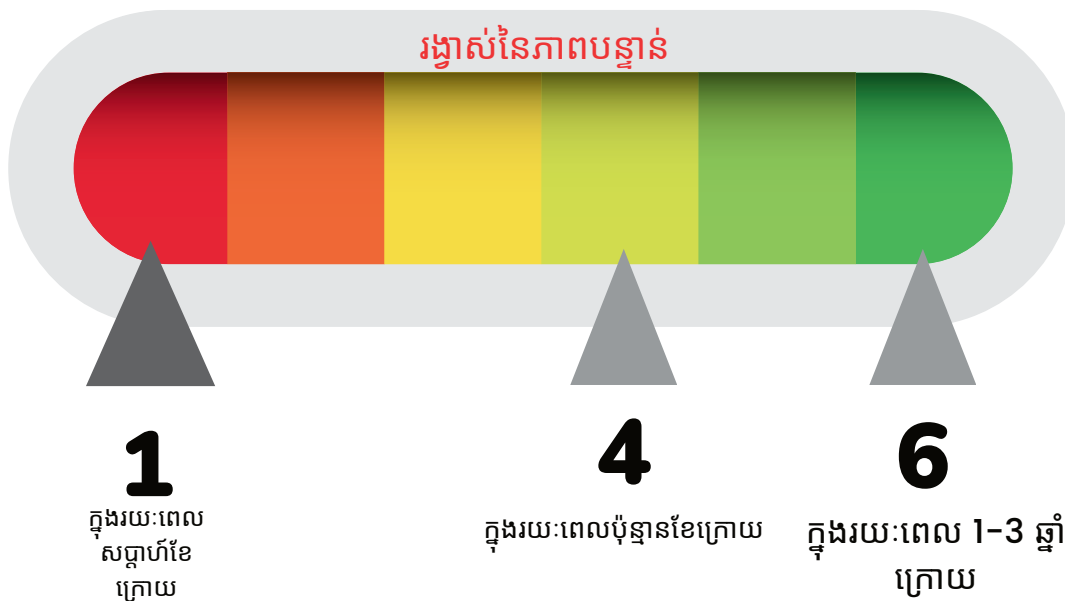 រង្វាស់នៃភាពបន្ទាន់
1
ក្នុងរយៈពេល
សប្តាហ៍ខែ
ក្រោយ
4
ក្នុងរយៈពេលប៉ុន្មានខែក្រោយ
6
ក្នុងរយៈពេល 1-3 ឆ្នាំ
ក្រោយ